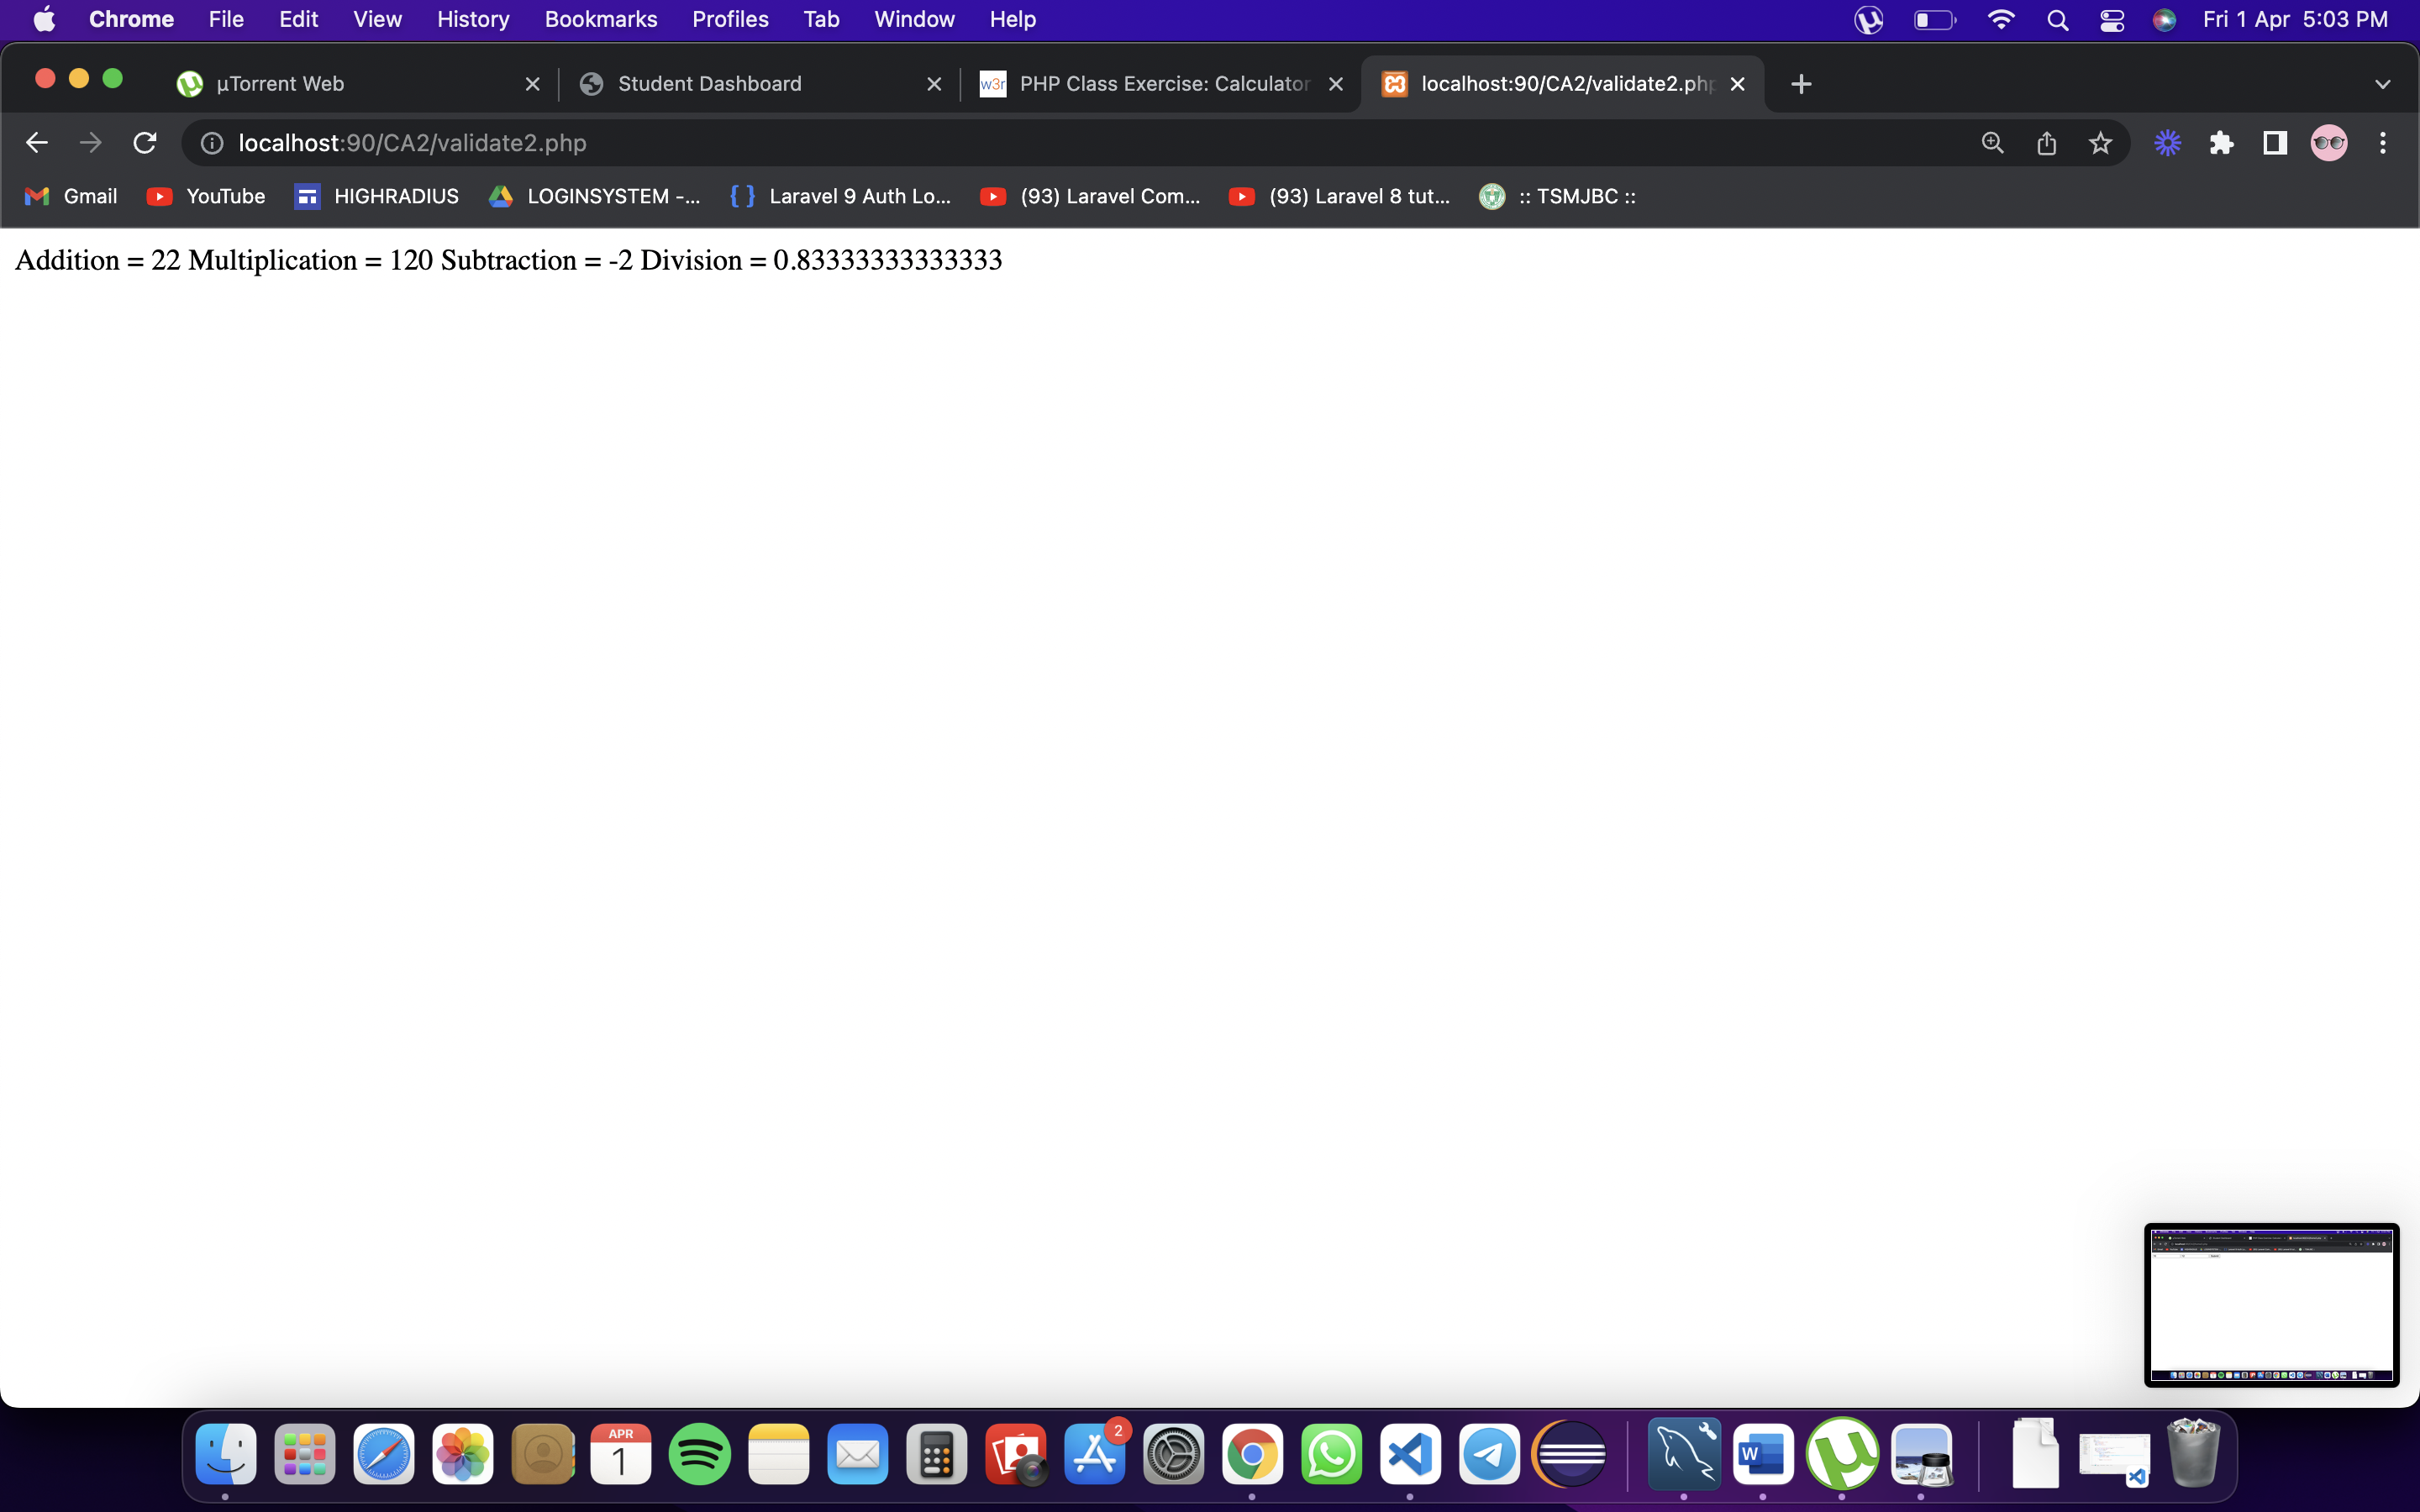 Chrome File Edit View History Bookmarks Profiles Tab Window Help Fri 1 Apr 5:03 PM
µTorrent Web Student Dashboard w3r PHP Class Exercise: Calculator localhost:90/CA2/validate2.php
localhost:90/CA2/validate2.php
Gmail YouTube HIGHRADIUS LOGINSYSTEM -... Laravel 9 Auth Lo... (93) Laravel Com... (93) Laravel 8 tut... :: TSMJBC ::
Addition = 22 Multiplication = 120 Subtraction = -2 Division = 0.83333333333333
APR 2
1 W